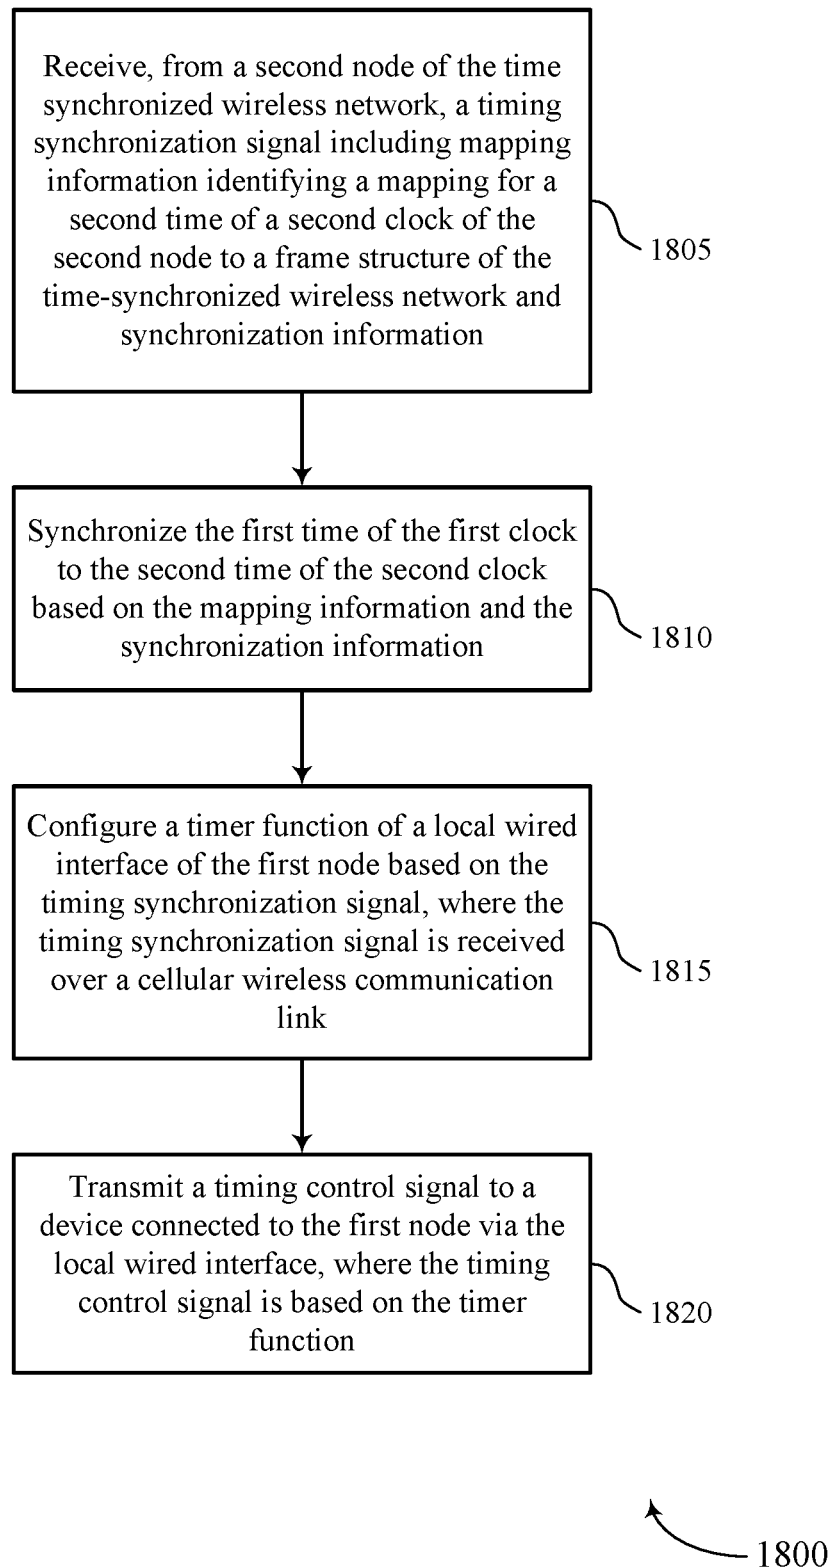 Receive, from a second node of the time
synchronized wireless network, a timing
synchronization signal including mapping
information identifying a mapping for a
second time of a second clock of the
second node to a frame structure of the
time-synchronized wireless network and
synchronization information
1805
Synchronize the first time of the first clock
to the second time of the second clock
based on the mapping information and the
synchronization information
1810
Configure a timer function of a local wired
interface of the first node based on the
timing synchronization signal, where the
timing synchronization signal is received
over a cellular wireless communication
link
1815
Transmit a timing control signal to a
device connected to the first node via the
local wired interface, where the timing
control signal is based on the timer
function
1820
1800